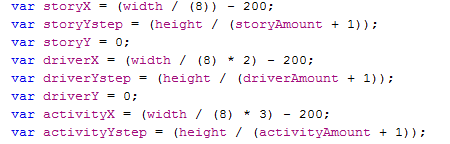 var storyX = (width / (8)) - 200;
var storyYstep = (height / (storyAmount + 1));
var storyY = 0;
var driverX = (width / (8) * 2) - 200;
var driverYstep = (height / (driverAmount + 1));
var driverY = 0;
var activityX = (width / (8) * 3) - 200;
var activityYstep = (height / (activityAmount + 1));